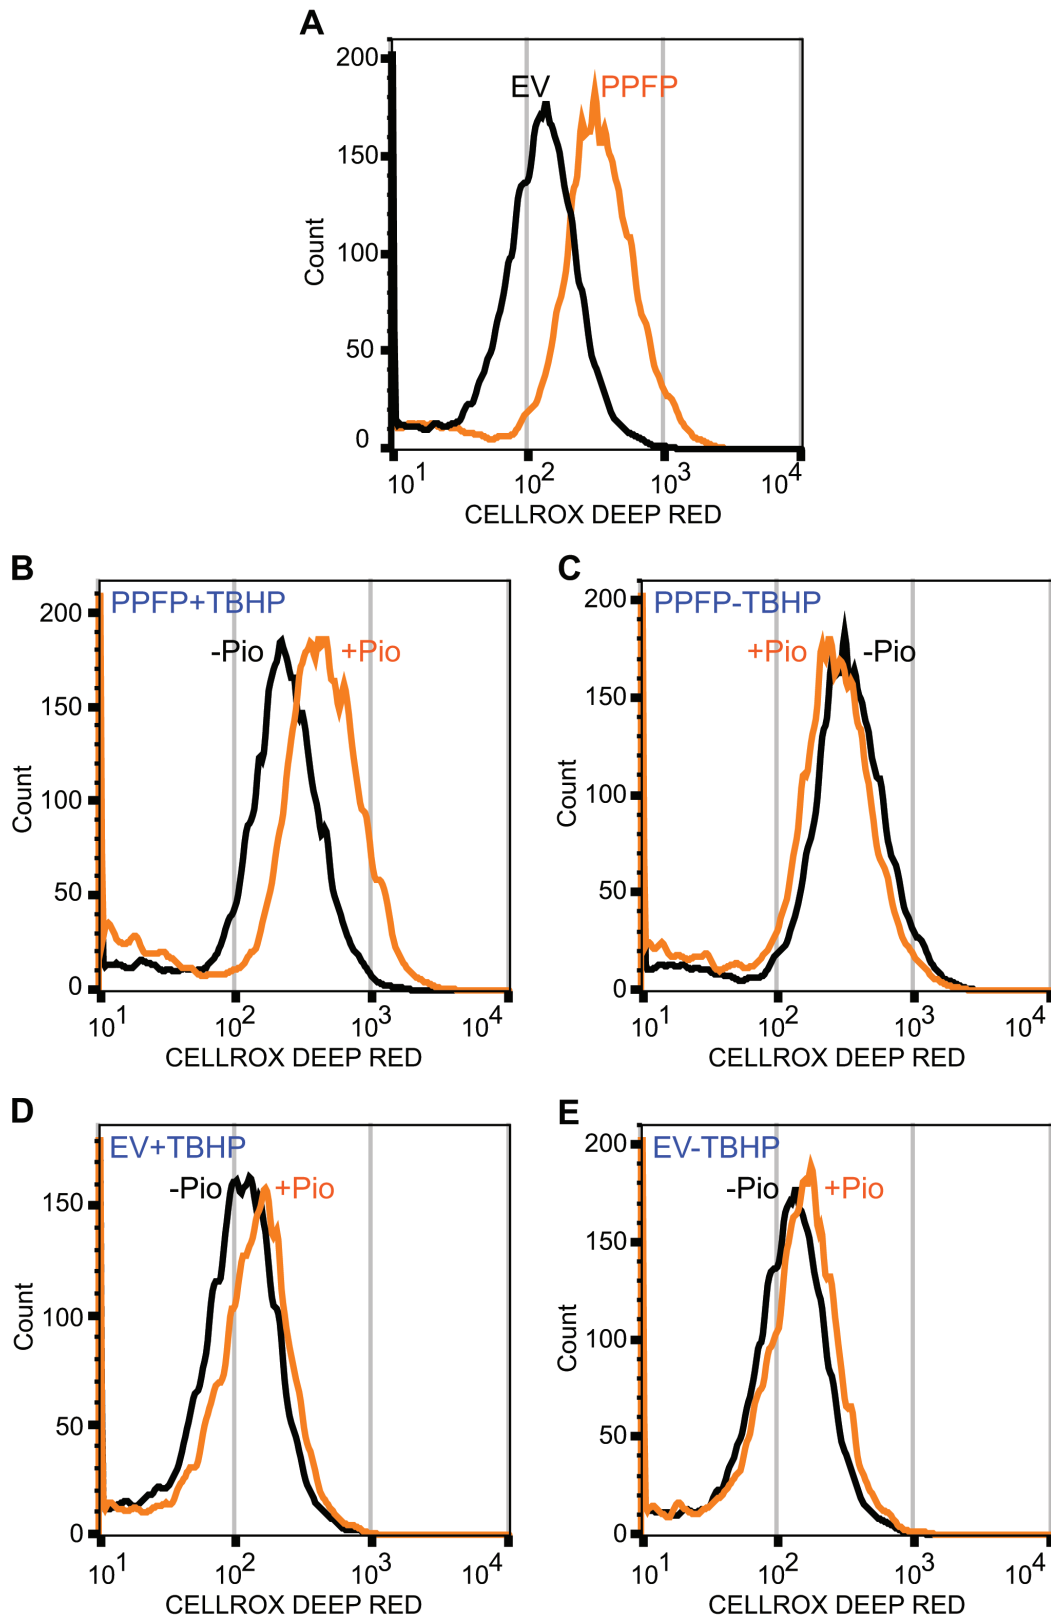 A
200
EV PPFP
150
100
50
0
Count
10^1 10^2 10^3 10^4
CELLROX DEEP RED
B
PPFP+TBHP
200
-Pio +Pio
150
100
50
0
Count
10^1 10^2 10^3 10^4
CELLROX DEEP RED
C
PPFP-TBHP
200
+Pio -Pio
150
100
50
0
Count
10^1 10^2 10^3 10^4
CELLROX DEEP RED
D
EV+TBHP
-Pio +Pio
150
100
50
0
Count
10^1 10^2 10^3 10^4
CELLROX DEEP RED
E
EV-TBHP
200
-Pio +Pio
150
100
50
0
Count
10^1 10^2 10^3 10^4
CELLROX DEEP RED